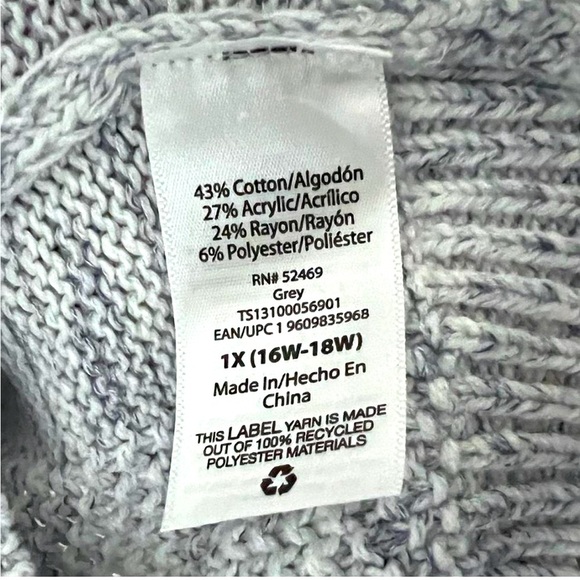 43% Cotton/Algodón
27% Acrylic/Acrílico
24% Rayon/Rayón
6% Polyester/Poliéster
RN# 52469
Grey
TS13100056901
EAN/UPC 1 9609835968
1X (16W-18W)
Made In/Hecho En
China
THIS LABEL YARN IS MADE
OUT OF 100% RECYCLED
POLYESTER MATERIALS